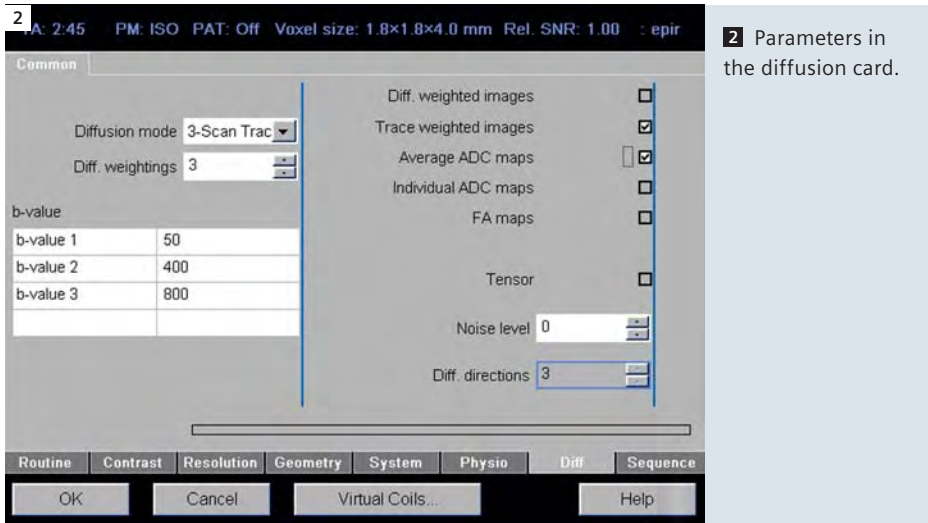 2
TA: 2:45 PM: ISO PAT: Off Voxel size: 1.8×1.8×4.0 mm Rel. SNR: 1.00 : epir
Common
Diffusion mode 3-Scan Trac
Diff. weightings 3
b-value
b-value 1 50
b-value 2 400
b-value 3 800
Diff. weighted images
Trace weighted images
Average ADC maps
Individual ADC maps
FA maps
Tensor
Noise level 0
Diff. directions 3
Routine Contrast Resolution Geometry System Physio Diff Sequence
OK Cancel Virtual Coils... Help
2 Parameters in
the diffusion card.